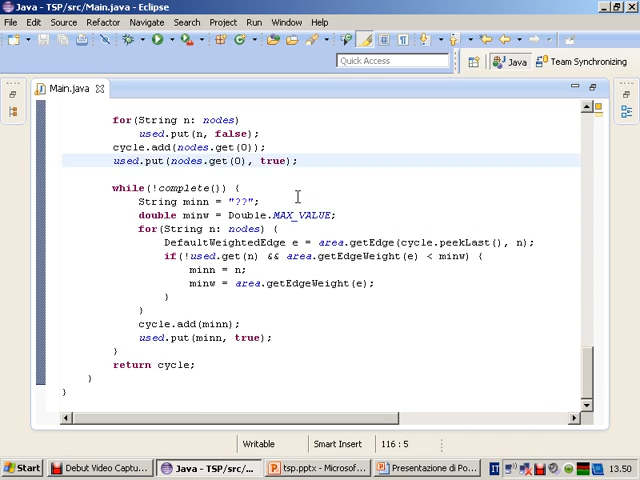 Java - TSP/src/Main.java - Eclipse
File Edit Source Refactor Navigate Search Project Run Window Help
Quick Access
Java
Team Synchronizing
Main.java
for(String n: nodes)
used.put(n, false);
cycle.add(nodes.get(0));
used.put(nodes.get(0), true);
while(!complete()) {
String minn = "??";
double minw = Double.MAX_VALUE;
for(String n: nodes) {
DefaultWeightedEdge e = area.getEdge(cycle.peekLast(), n);
if(!used.get(n) && area.getEdgeWeight(e) < minw) {
minn = n;
minw = area.getEdgeWeight(e);
}
}
cycle.add(minn);
used.put(minn, true);
}
return cycle;
}
}
Writable
Smart Insert
116 : 5
Start
Debut Video Captu...
Java - TSP/src/...
tsp.pptx - Microsof...
Presentazione di Po...
IT
13.50